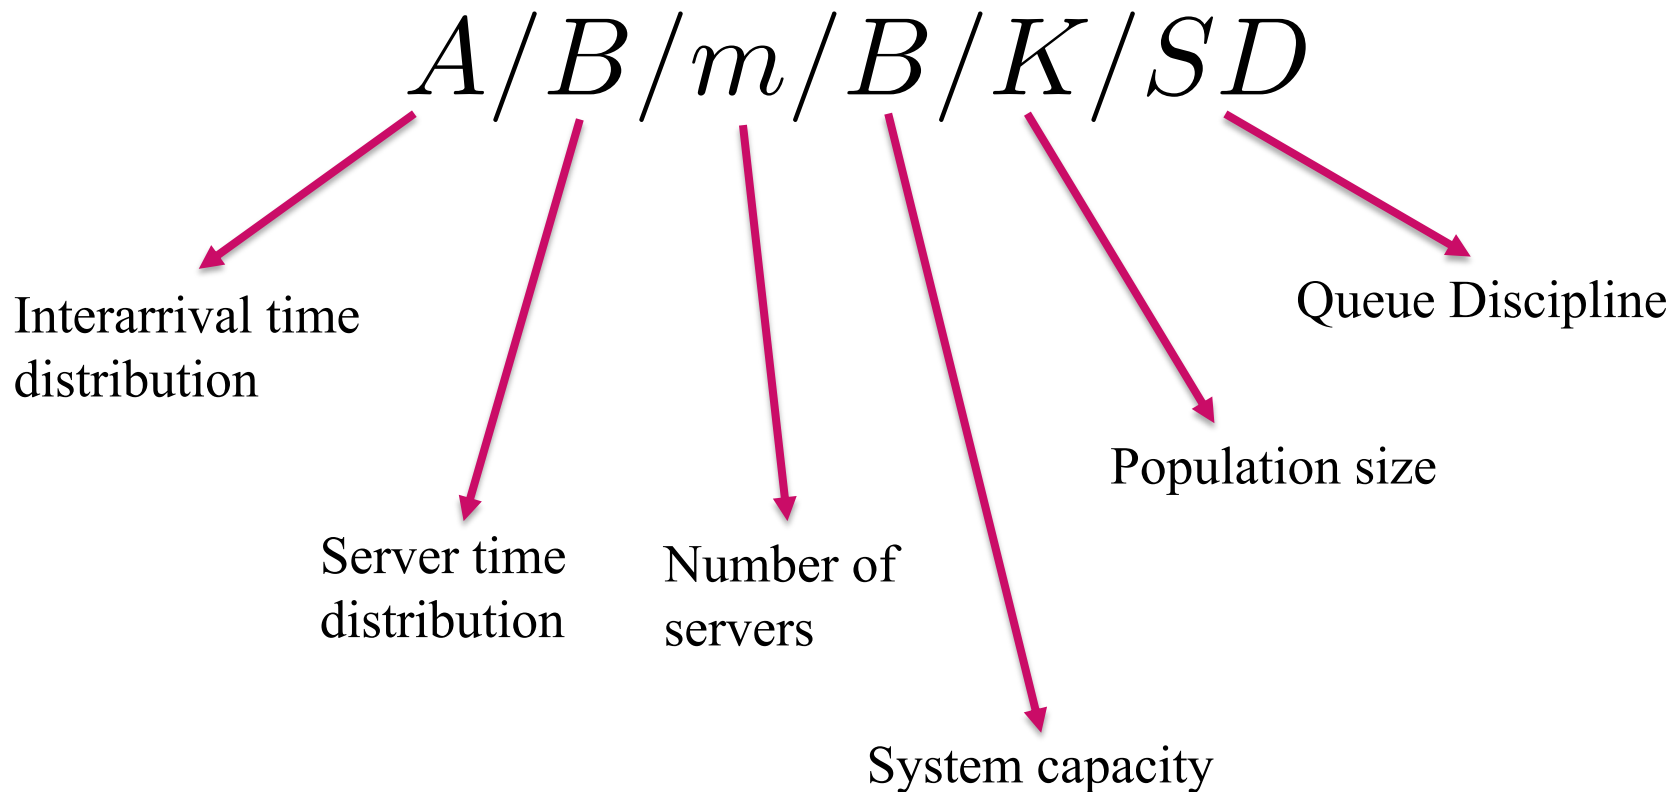 A/B/m/B/K/SD
Interarrival time
distribution
Server time
distribution
Number of
servers
System capacity
Population size
Queue Discipline